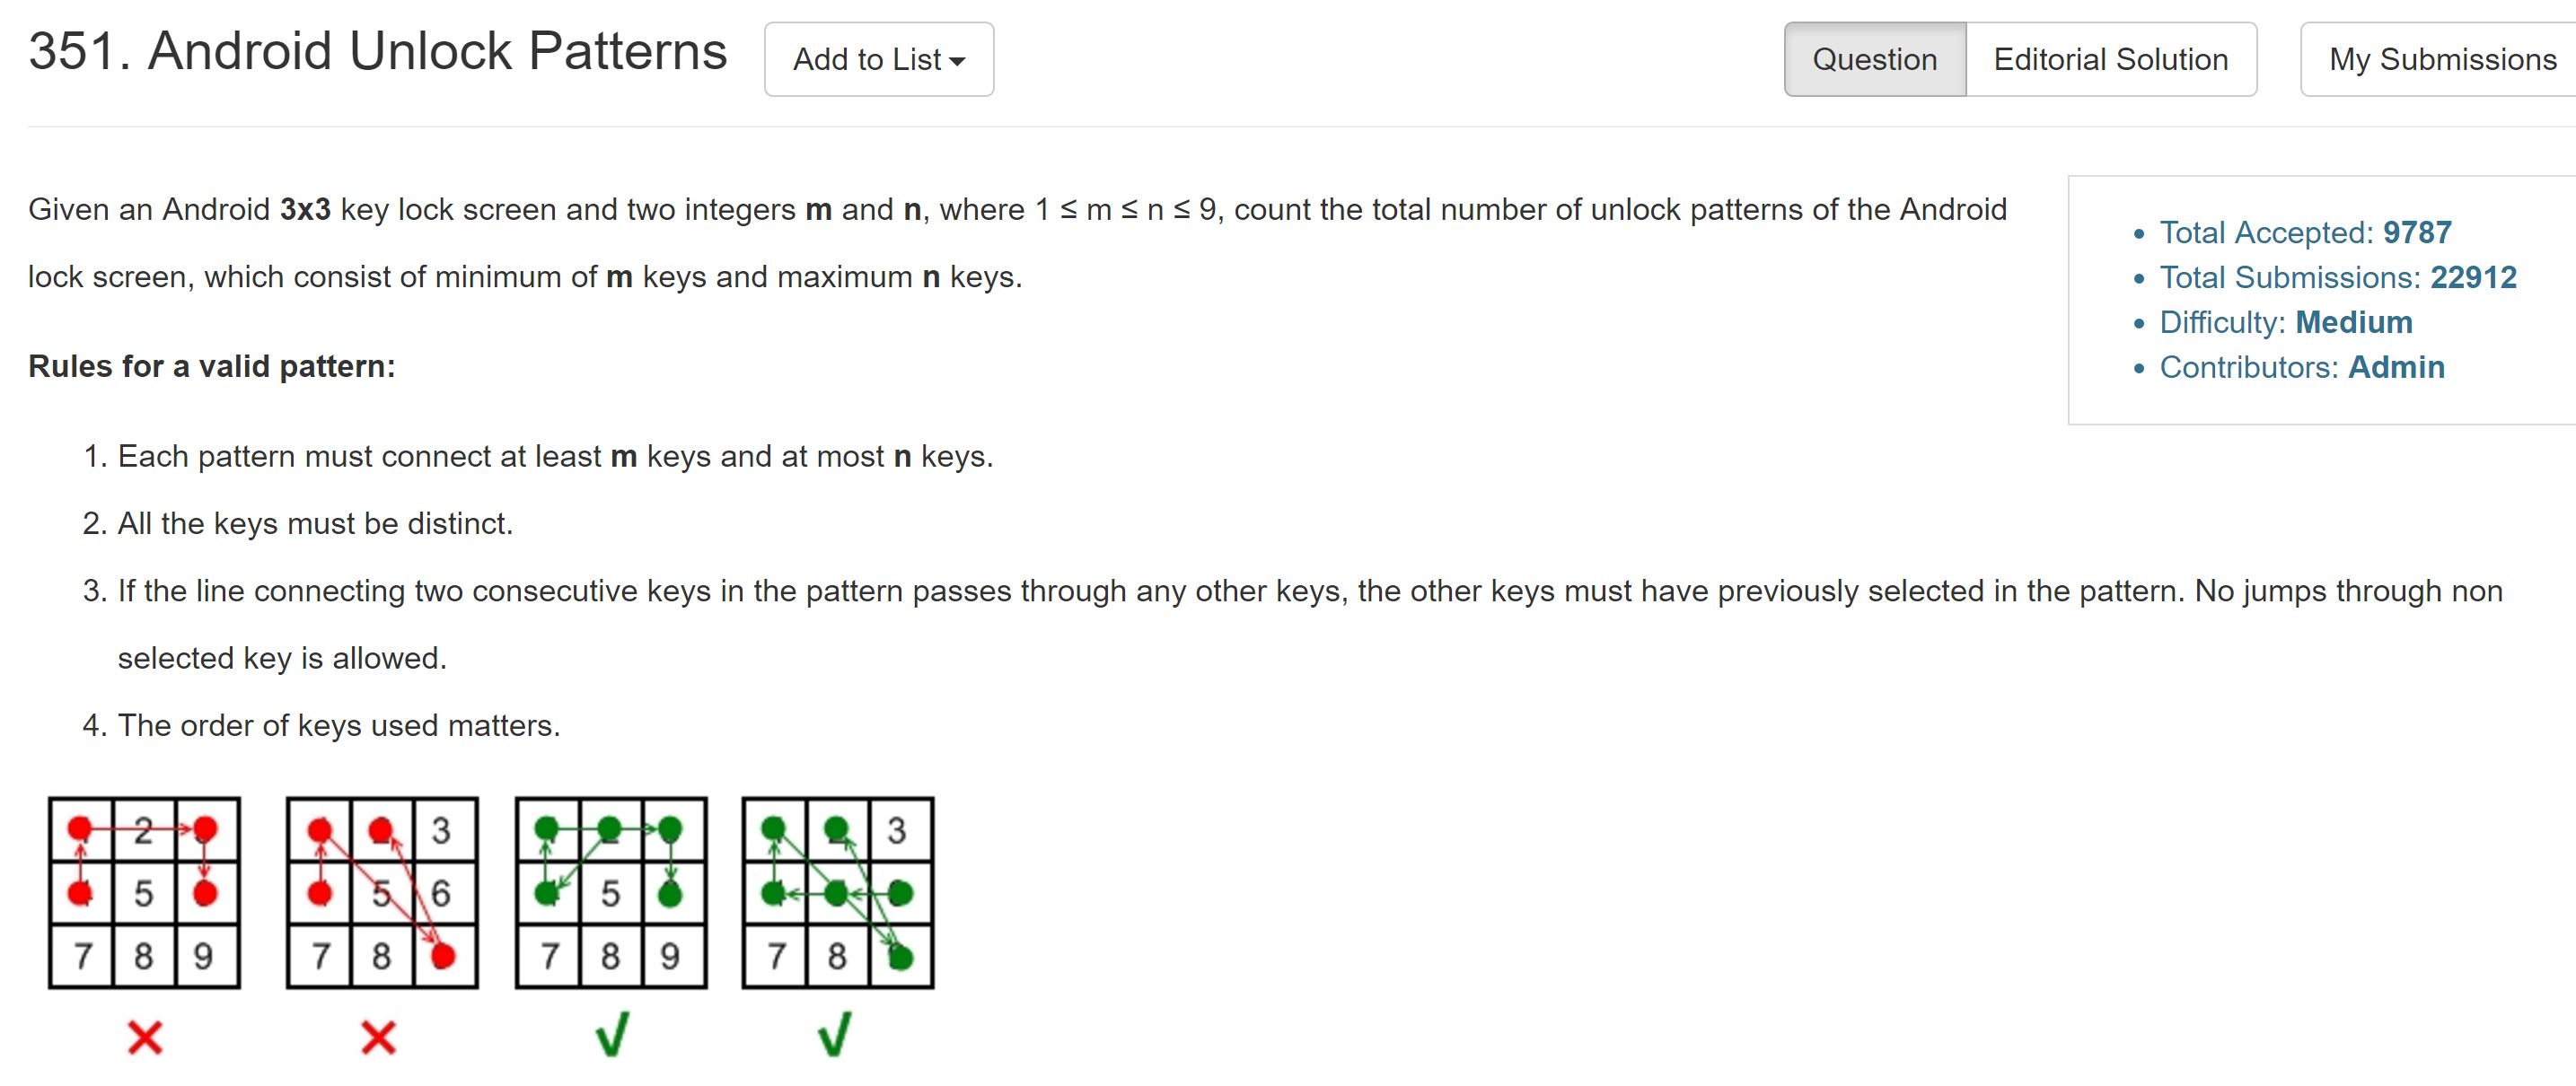 351. Android Unlock Patterns
Add to List
Question
Editorial Solution
My Submissions
Given an Android 3x3 key lock screen and two integers m and n, where 1 ≤ m ≤ n ≤ 9, count the total number of unlock patterns of the Android
lock screen, which consist of minimum of m keys and maximum n keys.
• Total Accepted: 9787
• Total Submissions: 22912
• Difficulty: Medium
• Contributors: Admin
Rules for a valid pattern:
1. Each pattern must connect at least m keys and at most n keys.
2. All the keys must be distinct.
3. If the line connecting two consecutive keys in the pattern passes through any other keys, the other keys must have previously selected in the pattern. No jumps through non
selected key is allowed.
4. The order of keys used matters.
2
5
7 8 9
3
5 6
7 8
5
7 8 9
3
7 8